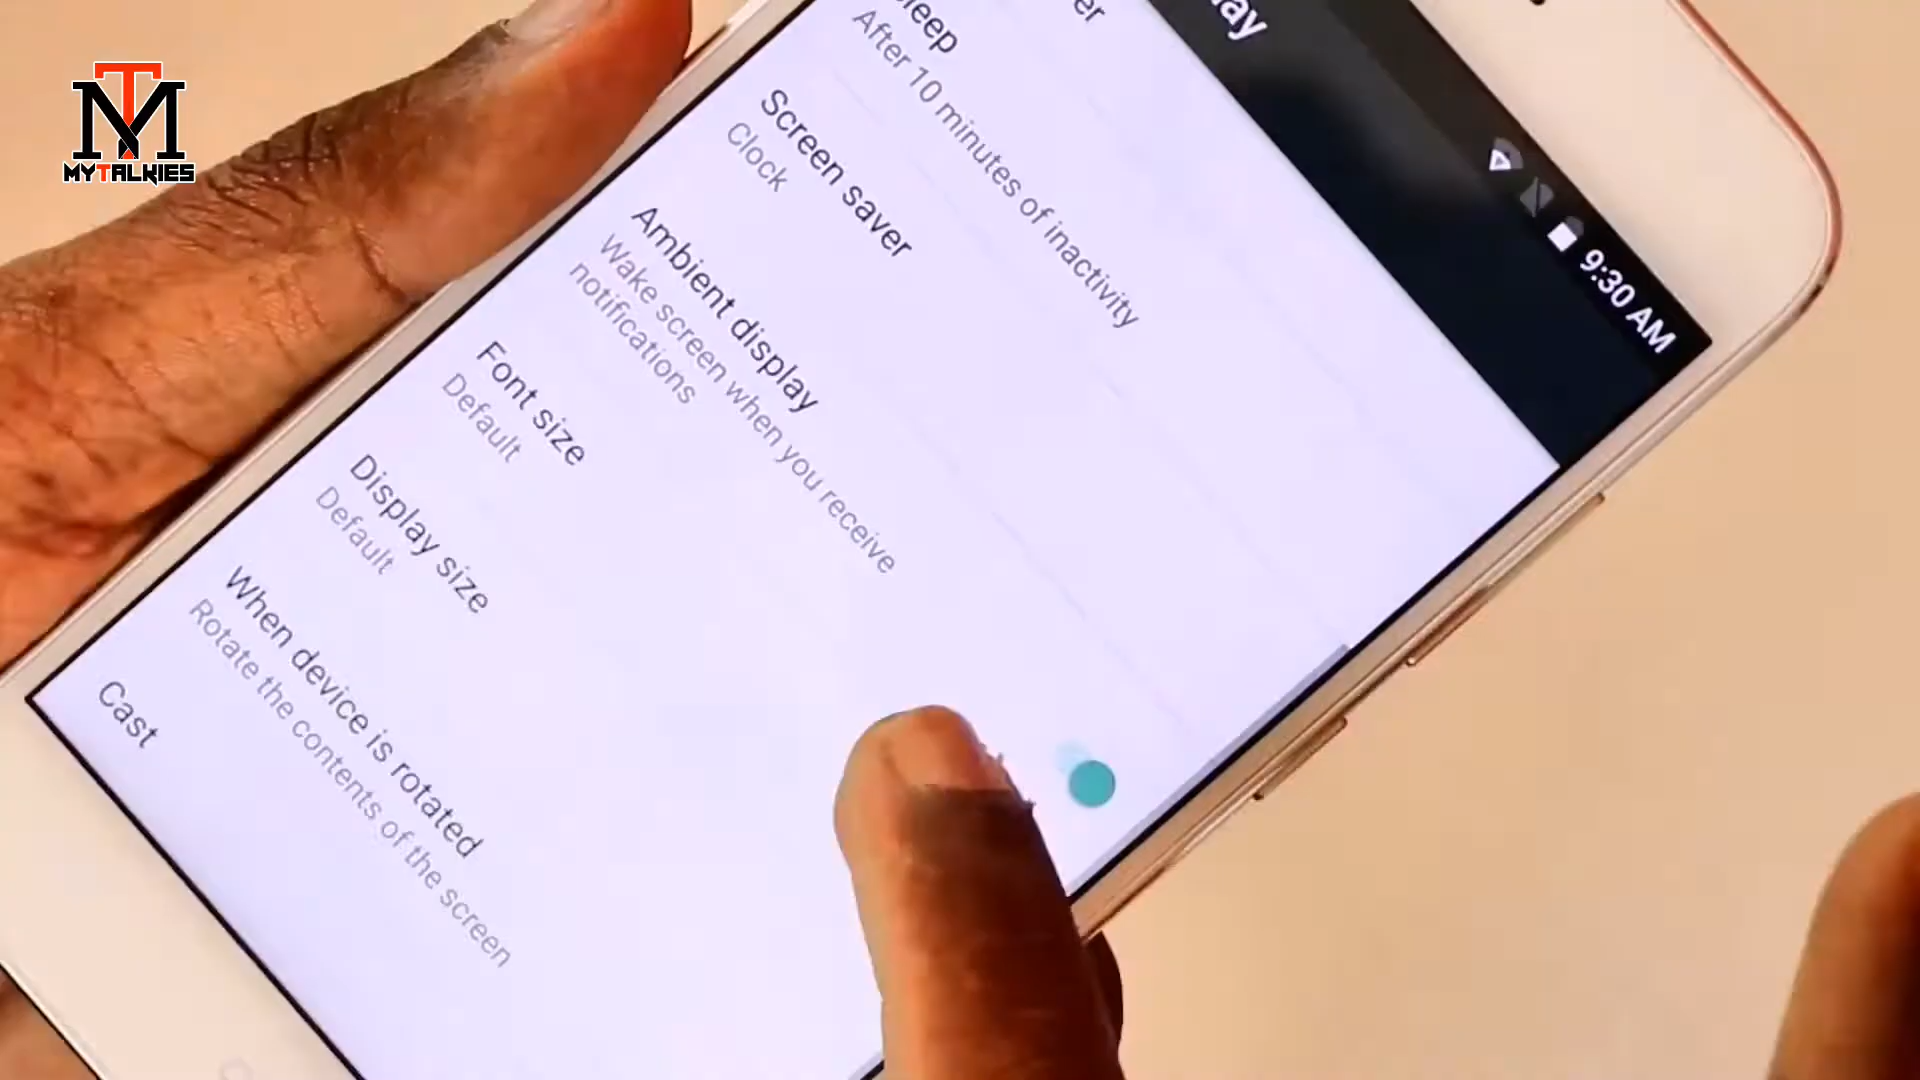 MYTALKIES
9:30 AM
After 10 minutes of inactivity
Screen saver
Clock
Ambient display
Wake screen when you receive
notifications
Font size
Default
Display size
Default
When device is rotated
Rotate the contents of the screen
Cast